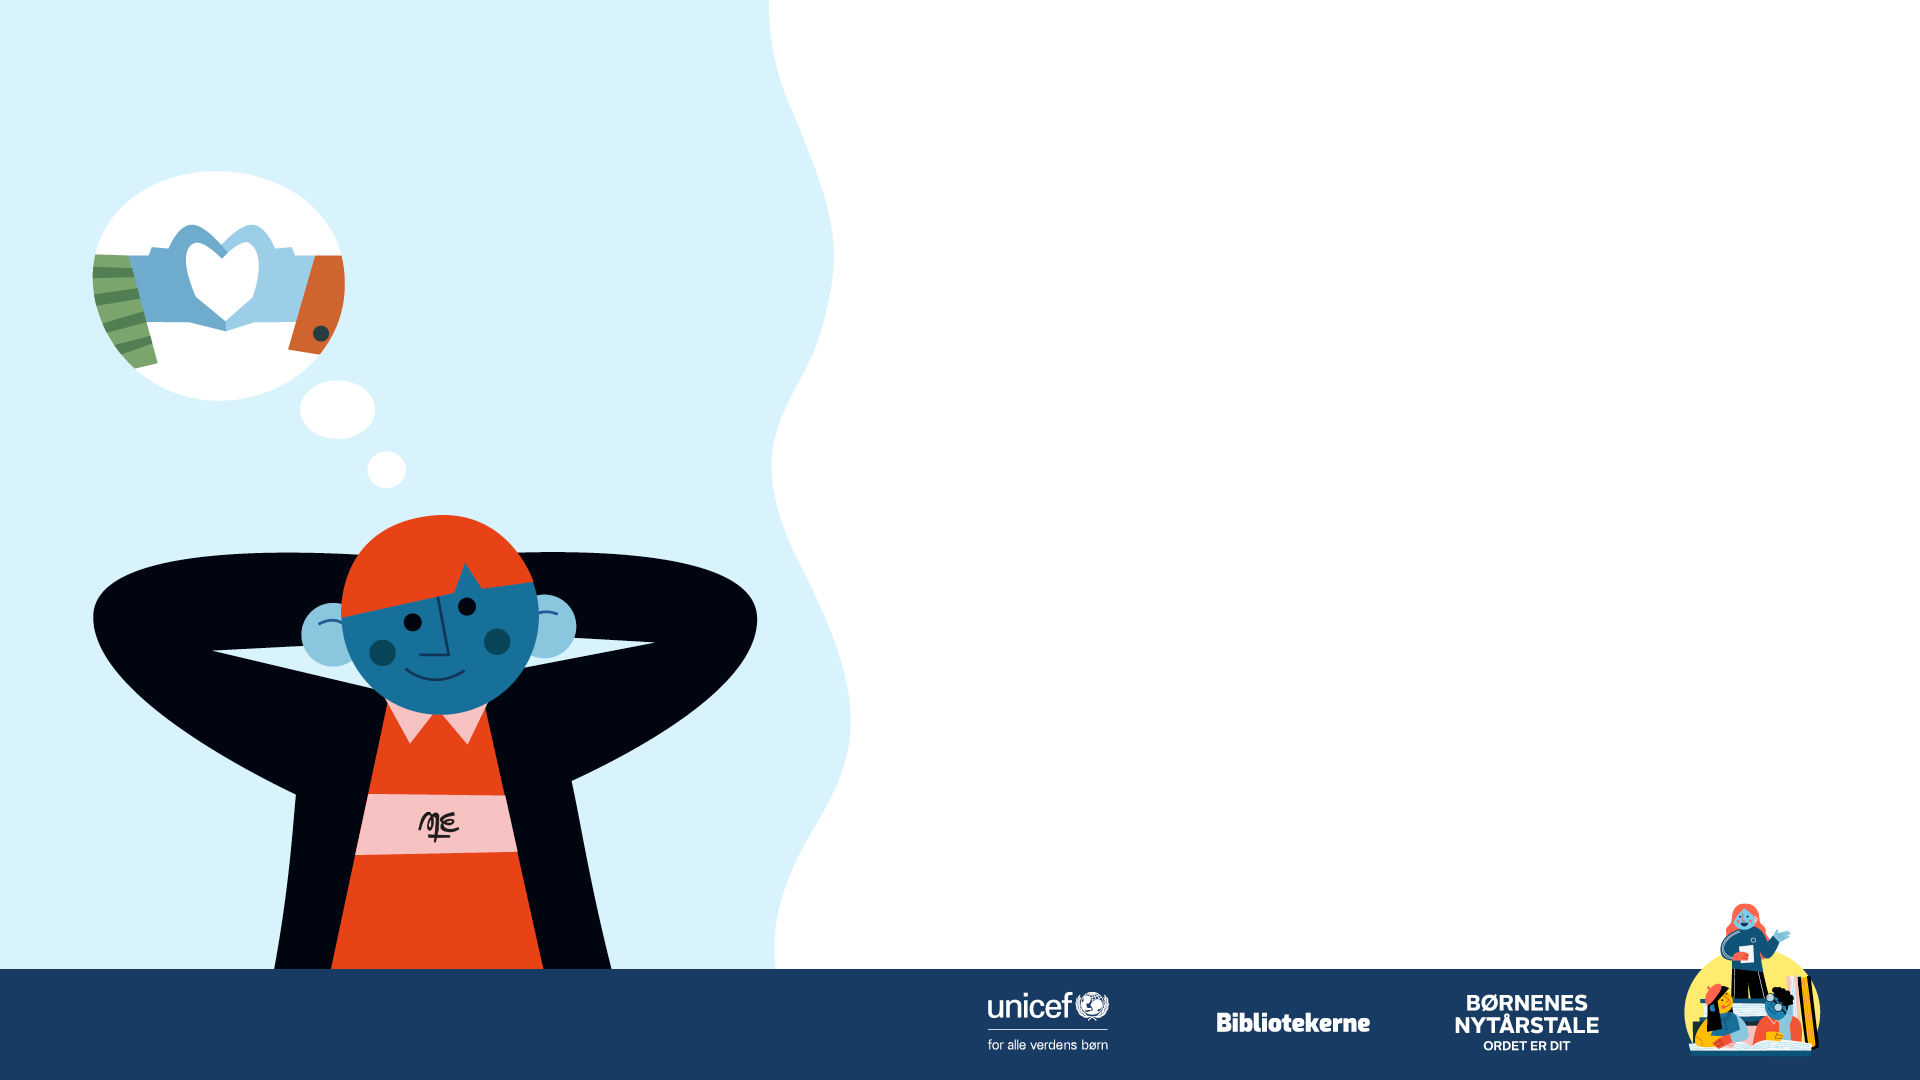 unicef
for alle verdens børn
Bibliotekerne
BØRNENES
NYTÅRSTALE
ORDET ER DIT